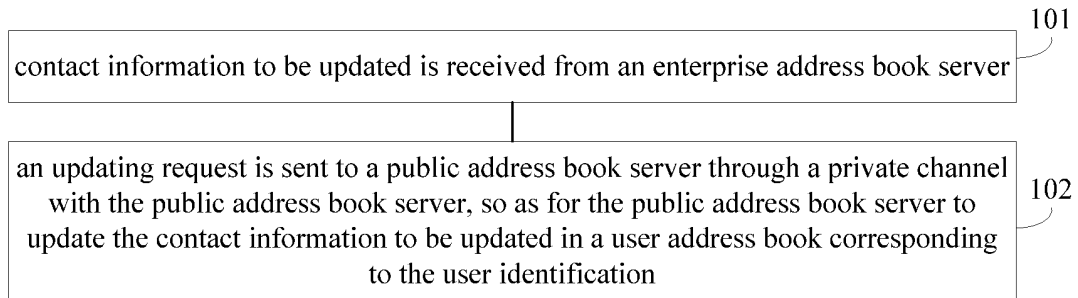 101
contact information to be updated is received from an enterprise address book server
an updating request is sent to a public address book server through a private channel
with the public address book server, so as for the public address book server to
update the contact information to be updated in a user address book corresponding
to the user identification
102